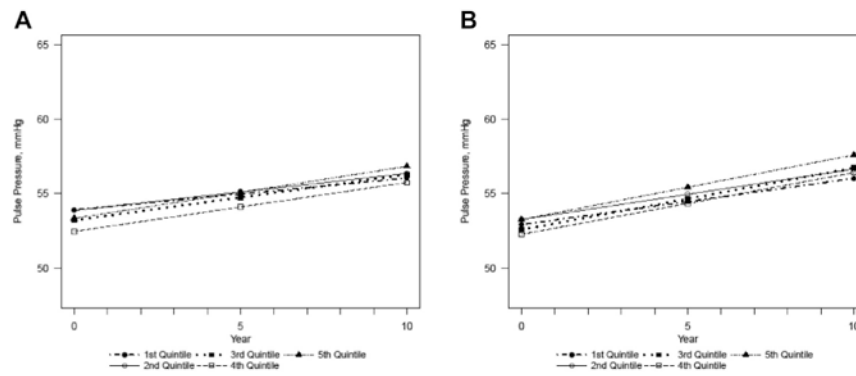 A
65
60
55
50
Pulse Pressure, mmHg
0 5 10
Year
1st Quintile 3rd Quintile 5th Quintile
2nd Quintile 4th Quintile
B
65
60
55
50
Pulse Pressure, mmHg
0 5 10
Year
1st Quintile 3rd Quintile 5th Quintile
2nd Quintile 4th Quintile